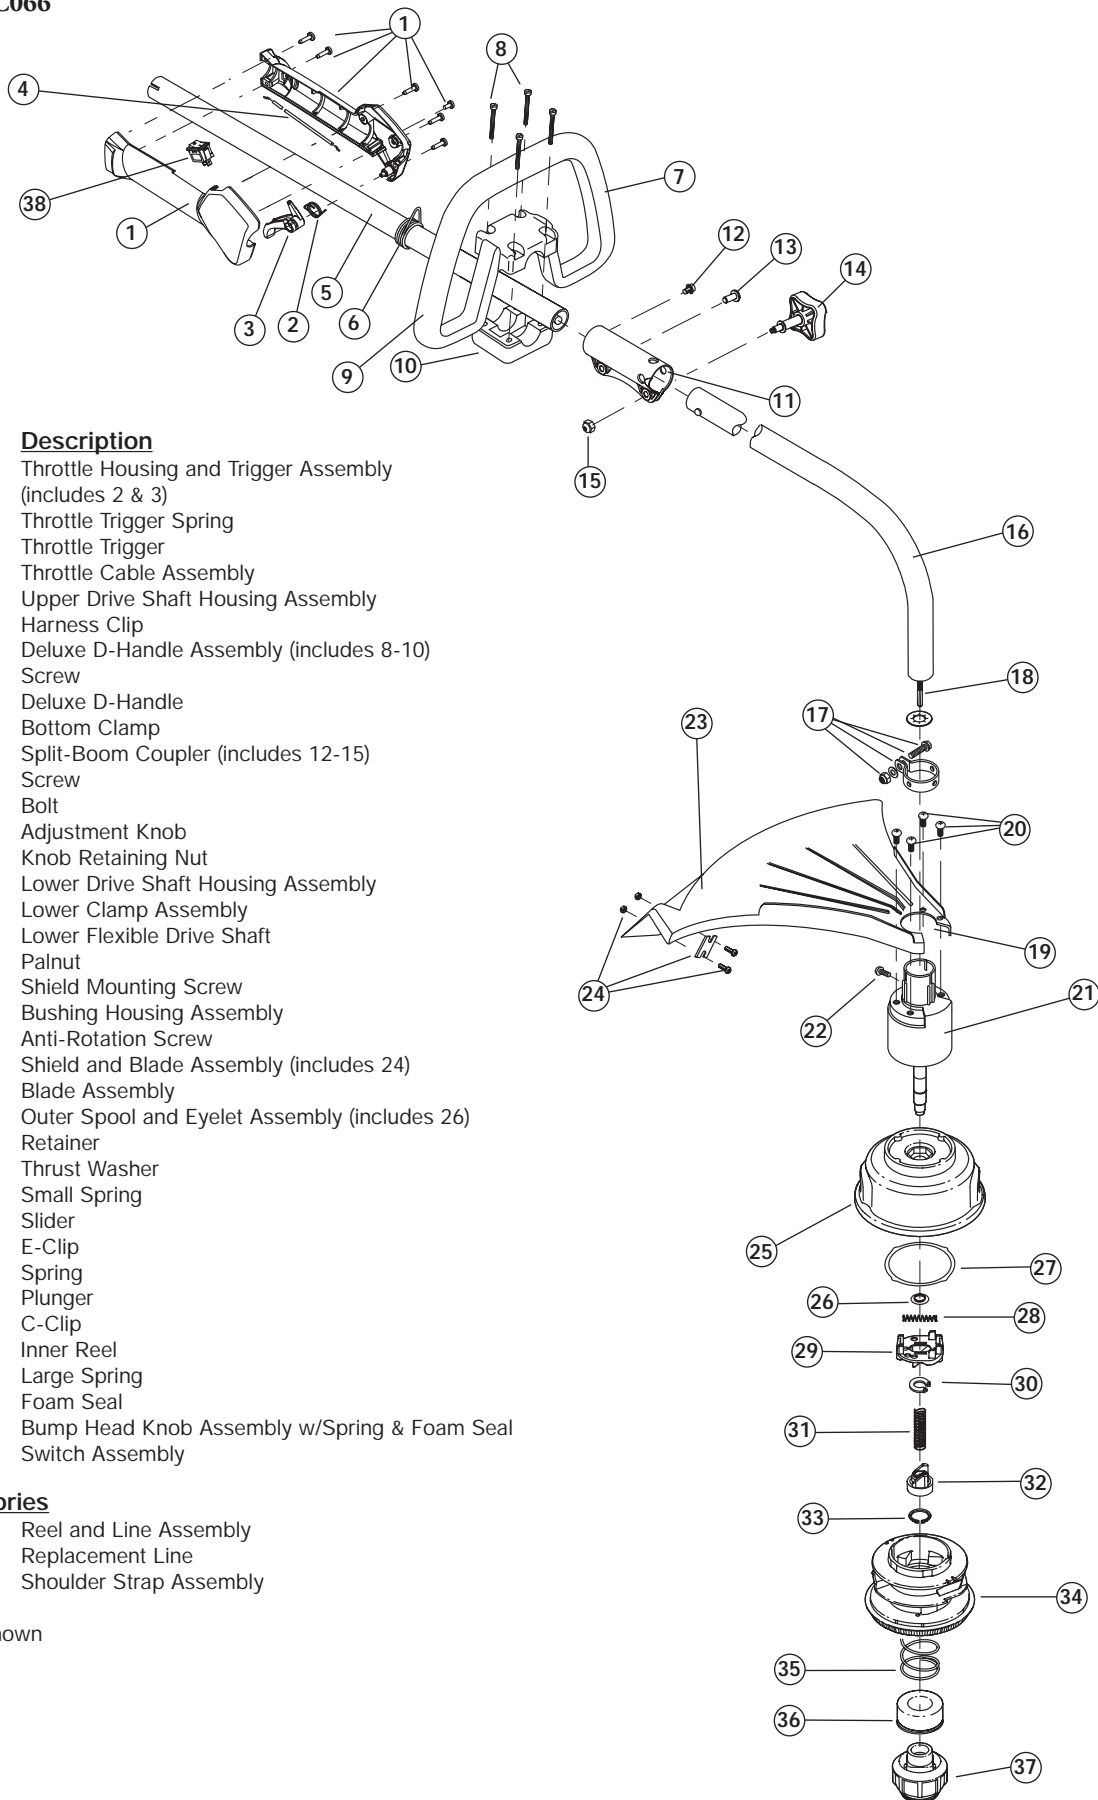 C066
1
8
4
7
38
1
12
13
14
5
2
3
6
9
10
11
15
16
18
17
23
20
19
24
21
22
25
27
26
28
29
30
31
32
33
34
35
36
37
Description
Throttle Housing and Trigger Assembly
(includes 2 & 3)
Throttle Trigger Spring
Throttle Trigger
Throttle Cable Assembly
Upper Drive Shaft Housing Assembly
Harness Clip
Deluxe D-Handle Assembly (includes 8-10)
Screw
Deluxe D-Handle
Bottom Clamp
Split-Boom Coupler (includes 12-15)
Screw
Bolt
Adjustment Knob
Knob Retaining Nut
Lower Drive Shaft Housing Assembly
Lower Clamp Assembly
Lower Flexible Drive Shaft
Palnut
Shield Mounting Screw
Bushing Housing Assembly
Anti-Rotation Screw
Shield and Blade Assembly (includes 24)
Blade Assembly
Outer Spool and Eyelet Assembly (includes 26)
Retainer
Thrust Washer
Small Spring
Slider
E-Clip
Spring
Plunger
C-Clip
Inner Reel
Large Spring
Foam Seal
Bump Head Knob Assembly w/Spring & Foam Seal
Switch Assembly
ories
Reel and Line Assembly
Replacement Line
Shoulder Strap Assembly
hown